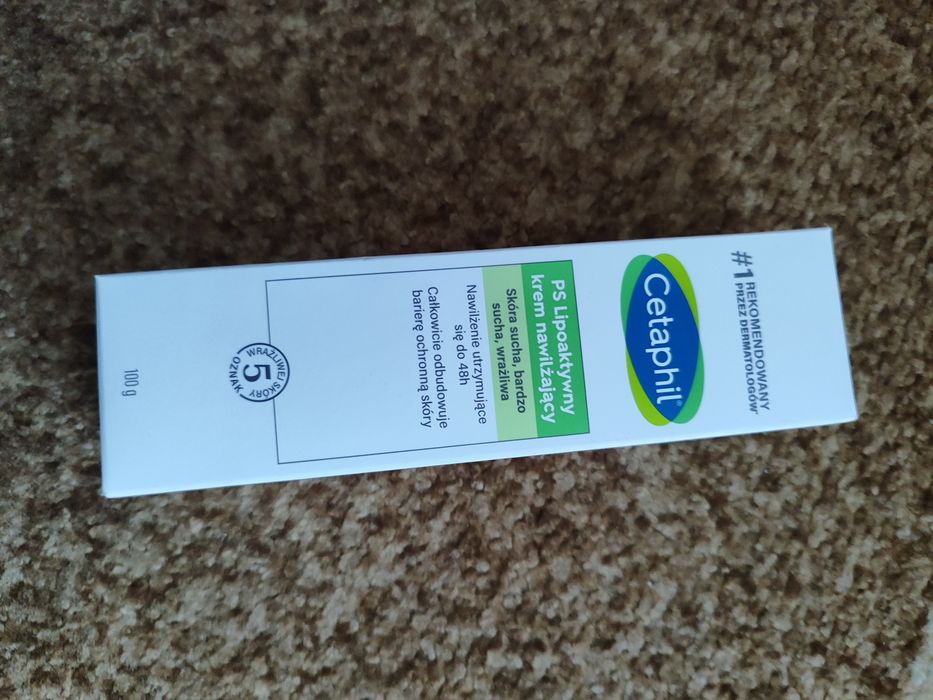 #1 REKOMENDOWANY
PRZEZ DERMATOLOGÓW
Cetaphil®
PS Lipoaktywny
krem nawilżający
Skóra sucha, bardzo
sucha, wrażliwa
Nawilżenie utrzymujące
się do 48h
Całkowicie odbudowuje
barierę ochronną skóry
5
OZNAK
WRAŻLIWEJ SKÓRY
100 g